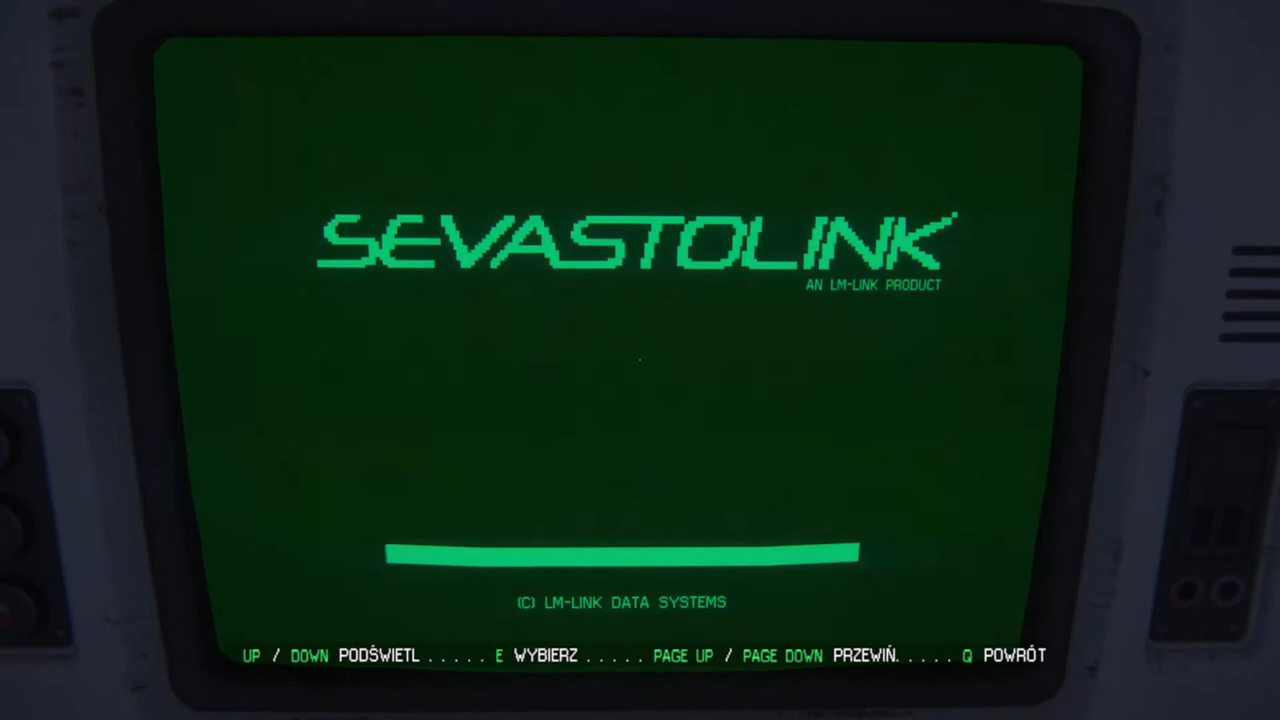 SEVASTOLINK
AN LM-LINK PRODUCT
(C) LM-LINK DATA SYSTEMS
UP / DOWN PODŚWIETL . . . . . E WYBIERZ . . . . . PAGE UP / PAGE DOWN PRZEWIŃ. . . . . Q POWRÓT